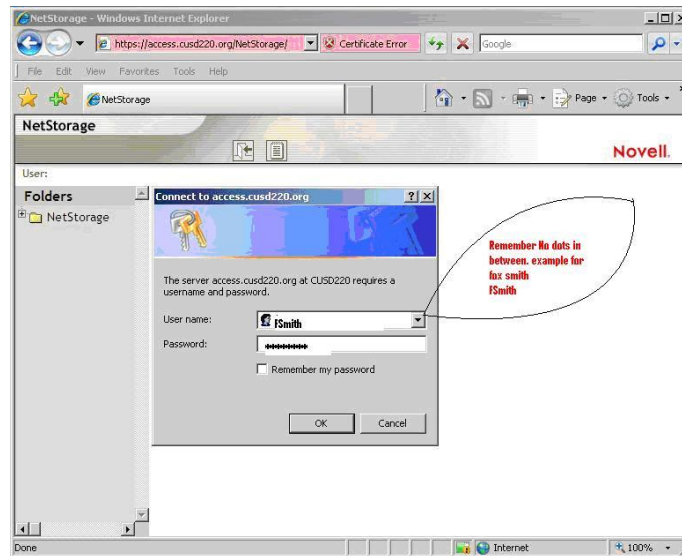 NetStorage - Windows Internet Explorer
https://access.cusd220.org/NetStorage/ Certificate Error Google
File Edit View Favorites Tools Help
NetStorage Page Tools
NetStorage
Novell.
User:
Folders
NetStorage
Connect to access.cusd220.org
The server access.cusd220.org at CUSD220 requires a
username and password.
User name: FSmith
Password: **********
Remember my password
OK Cancel
Remember No dots in
between. example for
fox smith
FSmith
Done Internet 100%